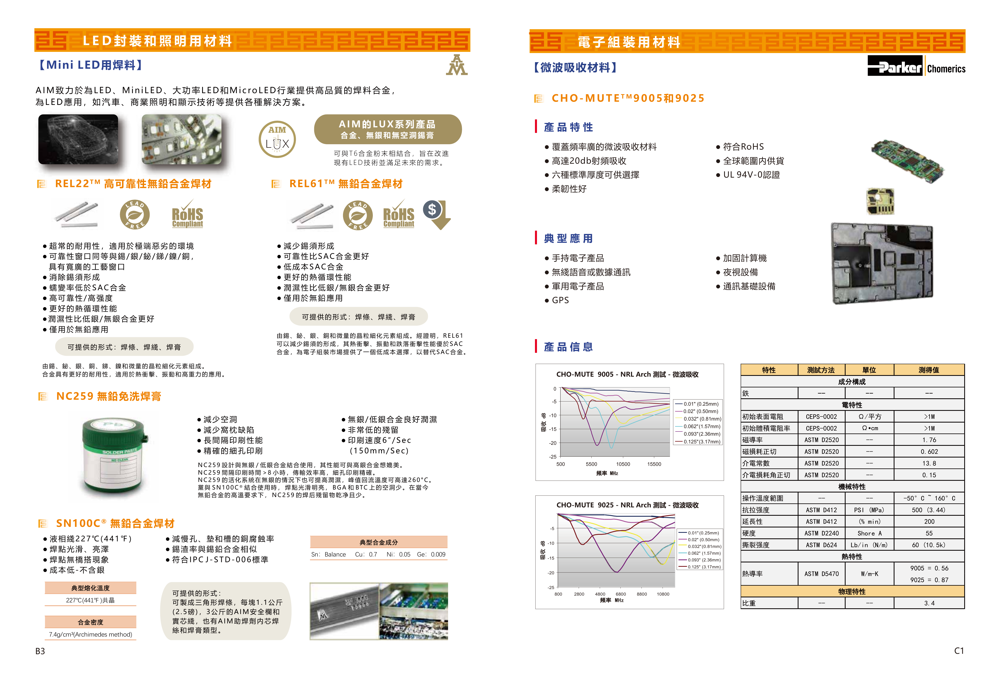 LED封裝和照明用材料
【Mini LED用焊料】
AIM
AIM致力於為LED、MiniLED、大功率LED和MicroLED行業提供高品質的焊料合金，
為LED應用，如汽車、商業照明和顯示技術等提供各種解決方案。
AIM
LUX
AIM的LUX系列產品
合金、無銀和無空洞錫膏
可與T6合金粉末相結合，旨在改進
現有LED技術並滿足未來的需求。
REL22™ 高可靠性無鉛合金焊材
LEAD FREE
RoHS
Compliant
● 超常的耐用性，適用於極端惡劣的環境
● 可靠性窗口同等與錫/銀/鉍/銻/鎳/銅，
具有寬廣的工藝窗口
● 消除錫須形成
● 蠕變率低於SAC合金
● 高可靠性/高强度
● 更好的熱循環性能
● 潤濕性比低銀/無銀合金更好
● 僅用於無鉛應用
可提供的形式：焊條、焊綫、焊膏
由錫、鉍、銀、銅、銻、鎳和微量的晶粒細化元素組成。
合金具有更好的耐用性，適用於熱衝擊、振動和高重力的應用。
REL61™ 無鉛合金焊材
LEAD FREE
RoHS
Compliant
$
● 減少錫須形成
● 可靠性比SAC合金更好
● 低成本SAC合金
● 更好的熱循環性能
● 潤濕性比低銀/無銀合金更好
● 僅用於無鉛應用
可提供的形式：焊條、焊綫、焊膏
由錫、鉍、銀、銅和微量的晶粒細化元素組成。經證明，REL61
可以減少錫須的形成，其熱衝擊、振動和跌落衝擊性能優於SAC
合金，為電子組裝市場提供了一個低成本選擇，以替代SAC合金。
NC259 無鉛免洗焊膏
Pb
SOLDER PASTE
NO CLEAN
● 減少空洞
● 減少窩枕缺陷
● 長間隔印刷性能
● 精確的細孔印刷
● 無銀/低銀合金良好潤濕
● 非常低的殘留
● 印刷速度6″/Sec
(150mm/Sec)
NC259設計與無銀/低銀合金結合使用，其性能可與高銀合金想媲美。
NC259間隔印刷時間>8小時，傳輸效率高，細孔印刷精確。
NC259的活化系統在無銀的情況下也可提高潤濕，峰值回流溫度可高達260°C。
黨與SN100C®結合使用時，焊點光滑明亮，BGA和BTC上的空洞少。在當今
無鉛合金的高溫要求下，NC259的焊后殘留物乾净且少。
SN100C® 無鉛合金焊材
● 液相綫227℃(441℉)
● 焊點光滑、亮澤
● 焊點無橋搭現象
● 成本低-不含銀
● 減慢孔、墊和槽的銅腐蝕率
● 錫渣率與錫鉛合金相似
● 符合IPCJ-STD-006標準
典型合金成分
Sn：Balance Cu：0.7 Ni：0.05 Ge：0.009
典型熔化溫度
227℃(441℉)共晶
合金密度
7.4g/cm³(Archimedes method)
可提供的形式：
可製成三角形焊條，每塊1.1公斤
(2.5磅)，3公斤的AIM安全欄和
實芯綫，也有AIM助焊劑内芯焊
絲和焊膏類型。
B3
電子組裝用材料
【微波吸收材料】
Parker Chomerics
CHO-MUTE™9005和9025
產品特性
● 覆蓋頻率廣的微波吸收材料
● 高達20db射頻吸收
● 六種標準厚度可供選擇
● 柔韌性好
● 符合RoHS
● 全球範圍内供貨
● UL 94V-0認證
典型應用
● 手持電子產品
● 無綫語音或數據通訊
● 軍用電子產品
● GPS
● 加固計算機
● 夜視設備
● 通訊基礎設備
產品信息
CHO-MUTE 9005 - NRL Arch 測試 - 微波吸收
吸收 dB
0
-5
-10
-15
-20
-25
500 5500 10500 15500
頻率 MHz
0.01" (0.25mm)
0.02" (0.50mm)
0.032" (0.81mm)
0.062"(1.57mm)
0.093"(2.36mm)
0.125"(3.17mm)
CHO-MUTE 9025 - NRL Arch 測試 - 微波吸收
吸收 dB
-5
-10
-15
-20
-25
800 2800 4800 6800 8800 10800
頻率 MHz
0.01"(0.25mm)
0.02" (0.50mm)
0.032"(0.81mm)
0.062" (1.57mm)
0.093" (2.36mm)
0.125" (3.17mm)
特性 測試方法 單位 測得值
成分構成
鉄 —— —— ——
電特性
初始表面電阻 CEPS-0002 Ω/平方 >1M
初始體積電阻率 CEPS-0002 Ω•cm >1M
磁導率 ASTM D2520 —— 1.76
磁損耗正切 ASTM D2520 —— 0.602
介電常數 ASTM D2520 —— 13.8
介電損耗角正切 ASTM D2520 —— 0.15
機械特性
操作溫度範圍 —— —— -50° C ~ 160° C
抗拉强度 ASTM D412 PSI (MPa) 500 (3.44)
延長性 ASTM D412 (% min) 200
硬度 ASTM D2240 Shore A 55
撕裂强度 ASTM D624 Lb/in (N/m) 60 (10.5k)
熱特性
熱導率 ASTM D5470 W/m-K 9005 = 0.56
9025 = 0.87
物理特性
比重 —— —— 3.4
C1